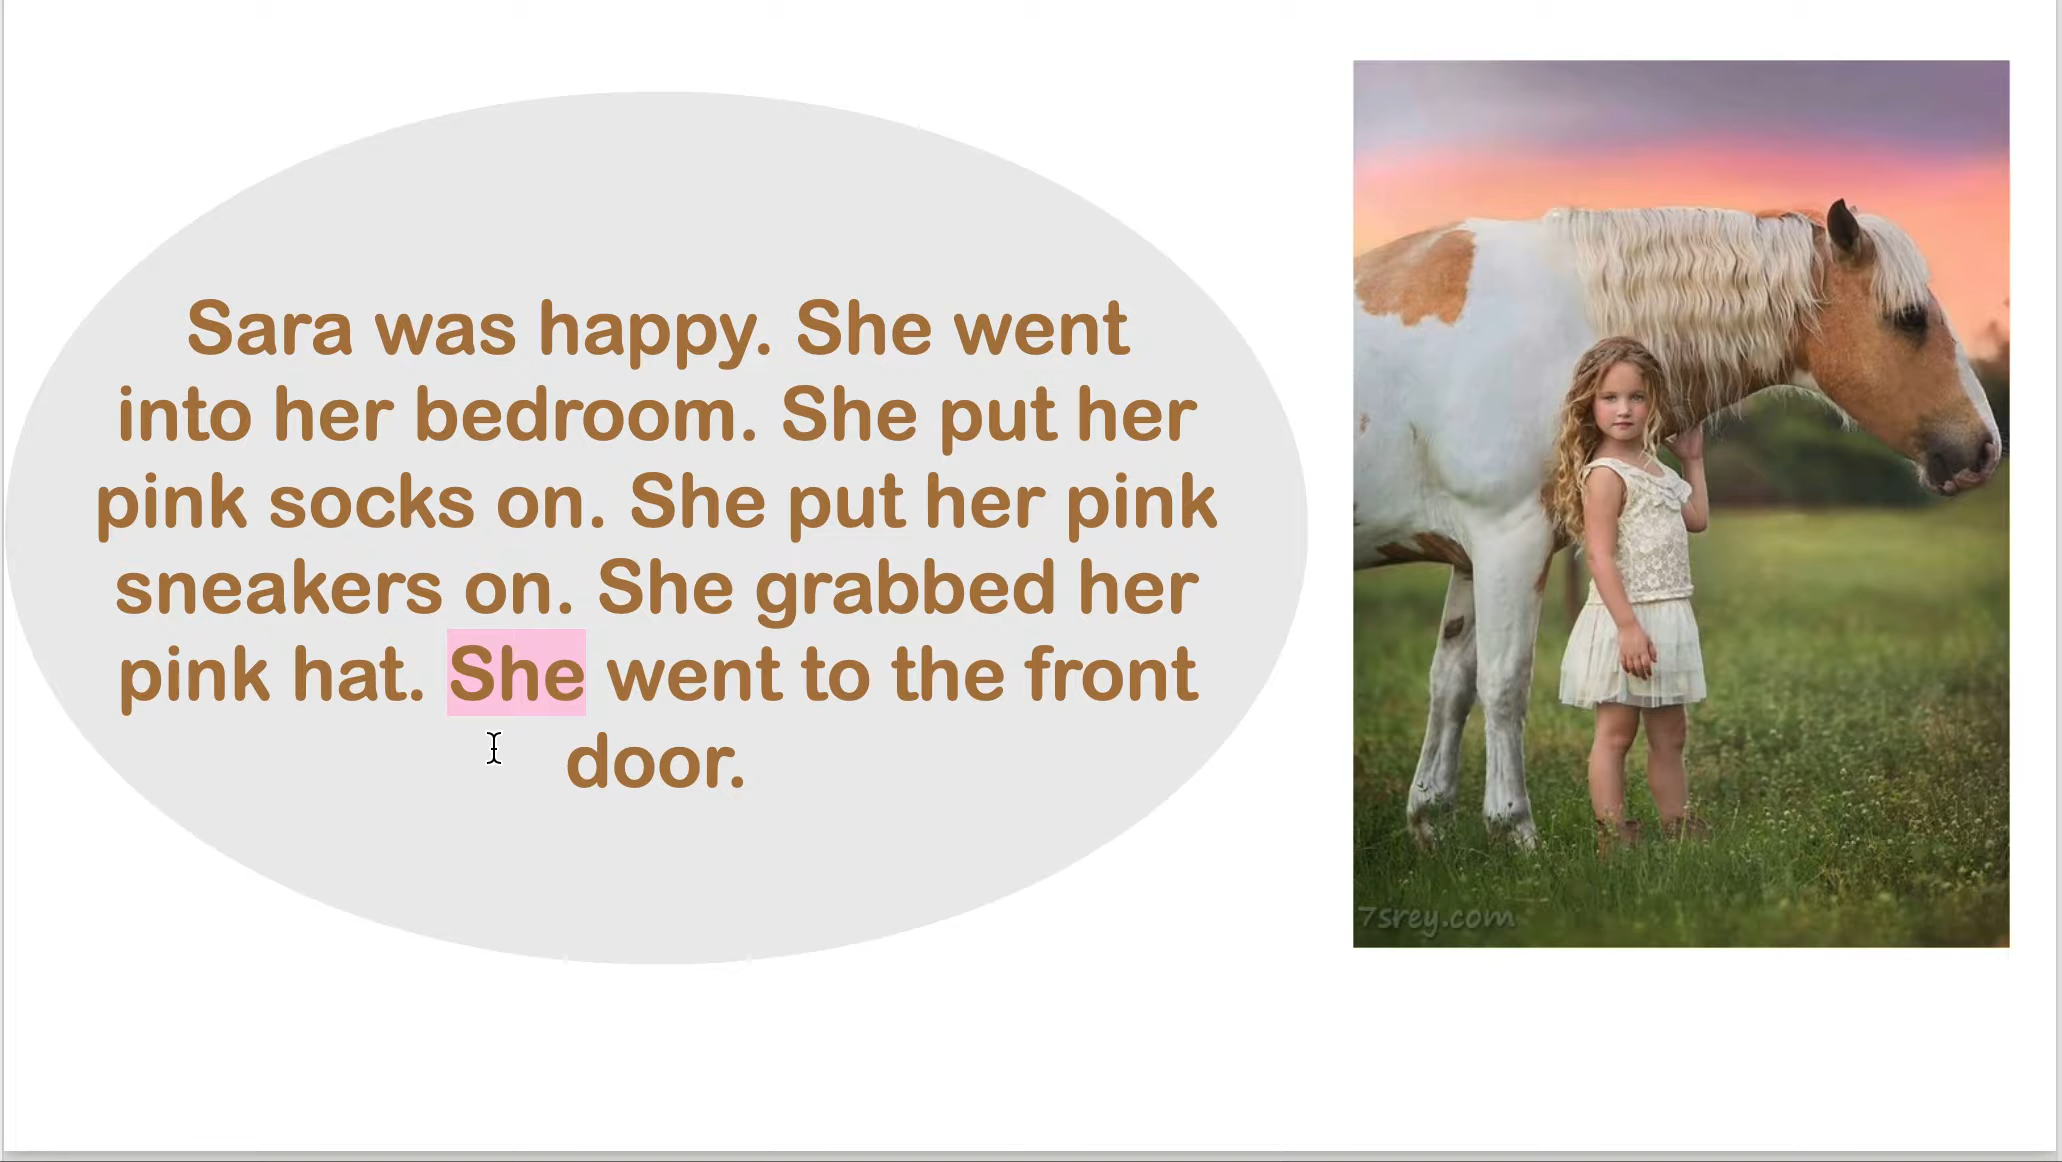 Sara was happy. She went
into her bedroom. She put her
pink socks on. She put her pink
sneakers on. She grabbed her
pink hat. She went to the front
door.
7srey.com